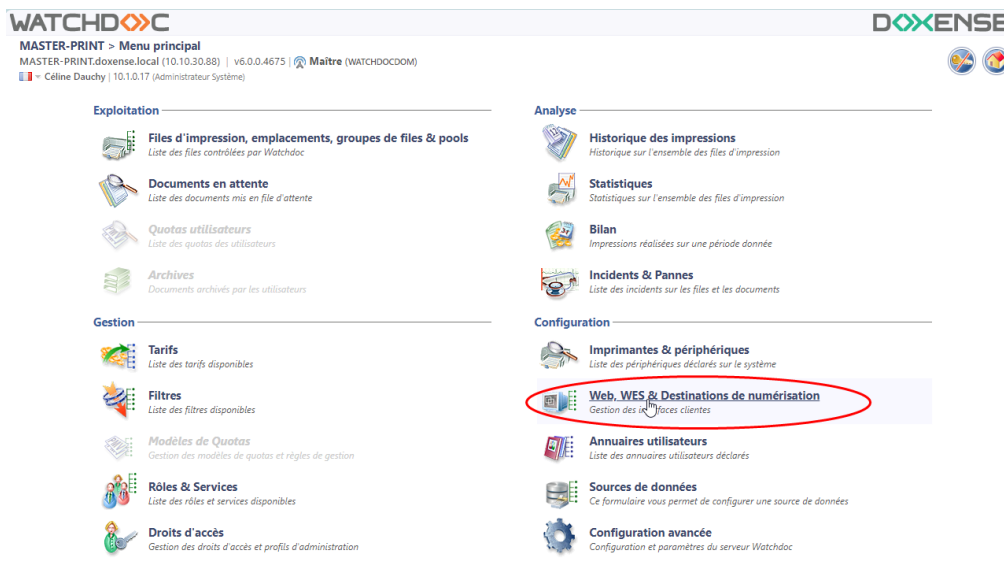 WATCHDOC
DOXENSE
MASTER-PRINT > Menu principal
MASTER-PRINT.doxense.local (10.10.30.88) | v6.0.0.4675 | Maître (WATCHDOCDOM)
Céline Dauchy | 10.1.0.17 (Administrateur Système)
Exploitation
Files d'impression, emplacements, groupes de files & pools
Liste des files contrôlées par Watchdoc
Documents en attente
Liste des documents mis en file d'attente
Quotas utilisateurs
Liste des quotas des utilisateurs
Archives
Documents archivés par les utilisateurs
Analyse
Historique des impressions
Historique sur l'ensemble des files d'impression
Statistiques
Statistiques sur l'ensemble des files d'impression
Bilan
Impressions réalisées sur une période donnée
Incidents & Pannes
Liste des incidents sur les files et les documents
Gestion
Tarifs
Liste des tarifs disponibles
Filtres
Liste des filtres disponibles
Modèles de Quotas
Gestion des modèles de quotas et règles de gestion
Rôles & Services
Liste des rôles et services disponibles
Droits d'accès
Gestion des droits d'accès et profils d'administration
Configuration
Imprimantes & périphériques
Liste des périphériques déclarés sur le système
Web, WES & Destinations de numérisation
Gestion des interfaces clientes
Annuaires utilisateurs
Liste des annuaires utilisateurs déclarés
Sources de données
Ce formulaire vous permet de configurer une source de données
Configuration avancée
Configuration et paramètres du serveur Watchdoc